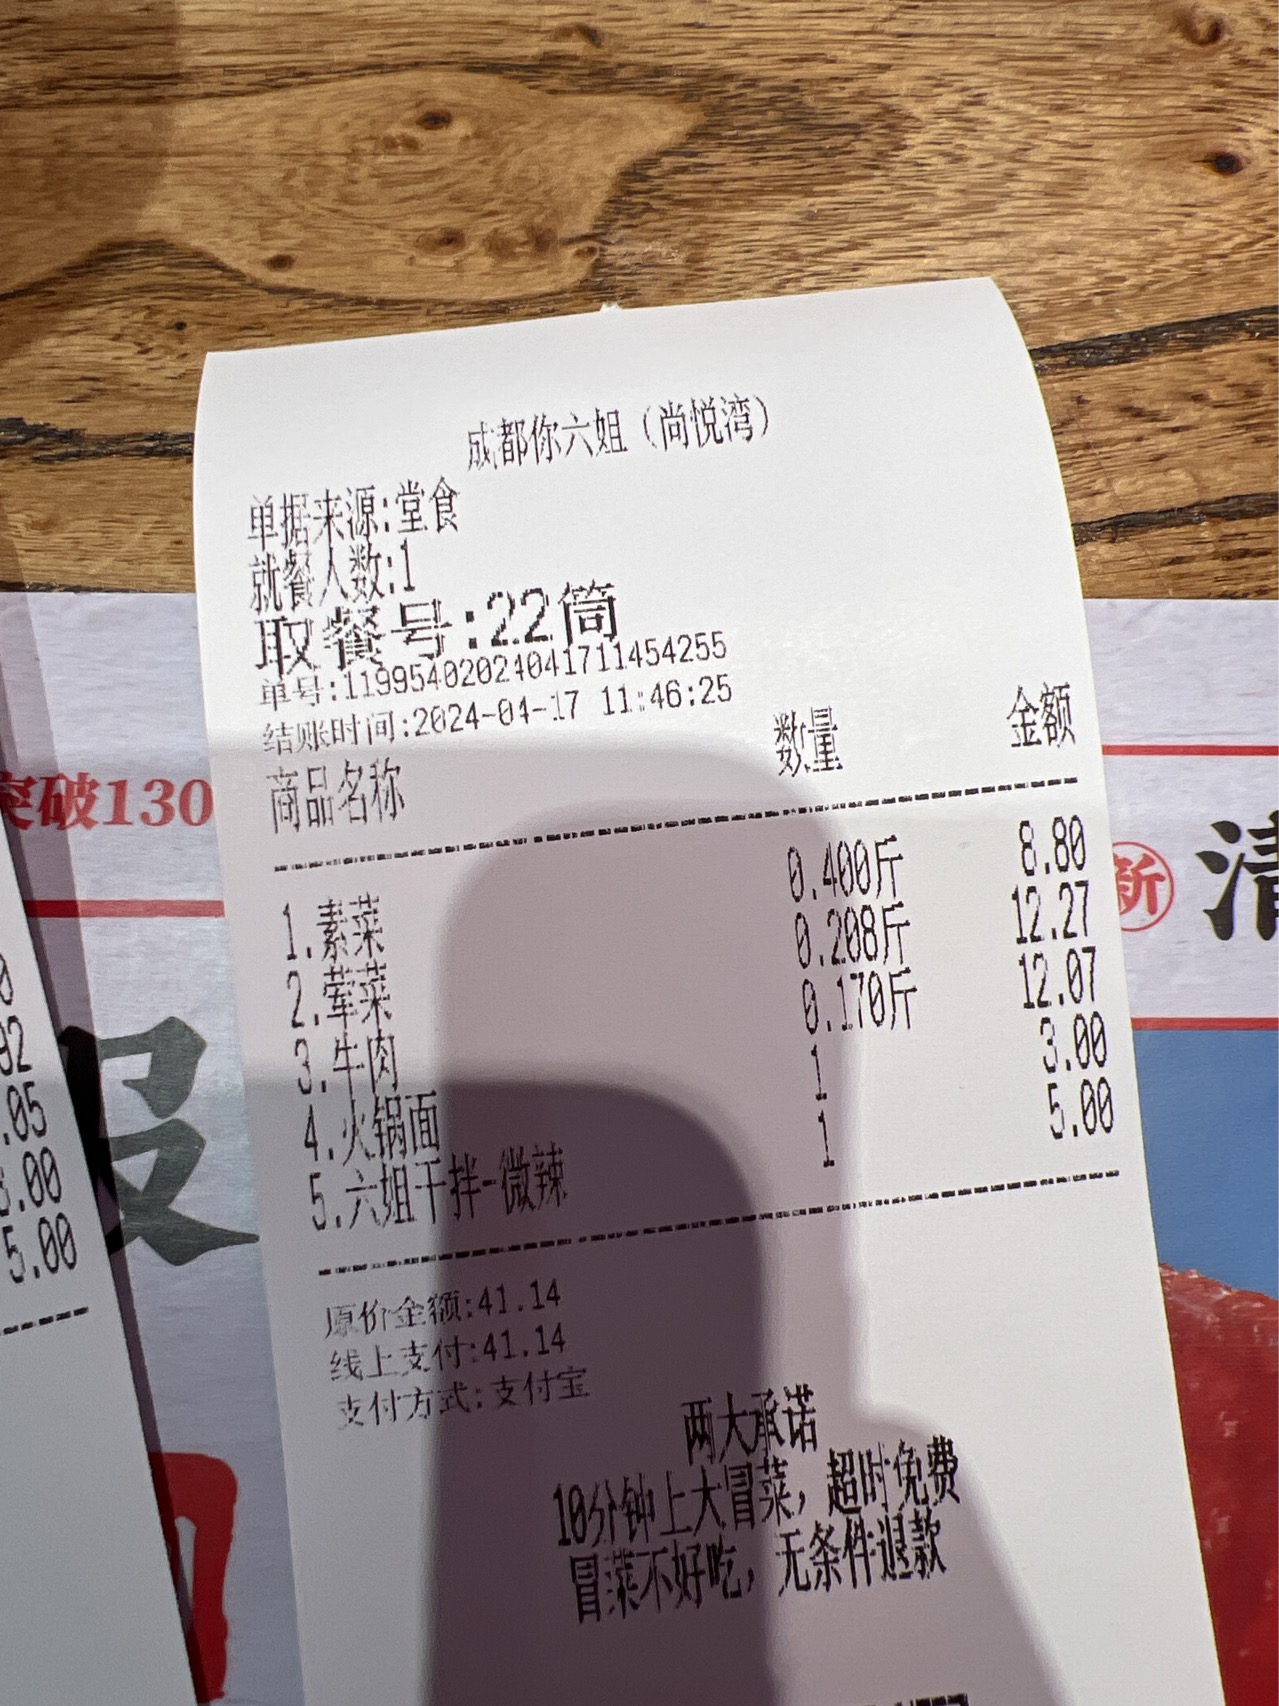 成都你六姐（尚悦湾）
单据来源:堂食
就餐人数:1
取餐号:22筒
单号:119954020240417114542​55
结账时间:2024-04-17 11:46:25
商品名称 数量 金额
1.素菜 0.400斤 8.80
2.荤菜 0.208斤 12.27
3.牛肉 0.170斤 12.07
4.火锅面 1 3.00
5.六姐干拌-微辣 1 5.00
原价金额:41.14
线上支付:41.14
支付方式:支付宝
两大承诺
10分钟上大冒菜，超时免费
冒菜不好吃，无条件退款
突破130
新 清
0
92
.05
.00
5.00